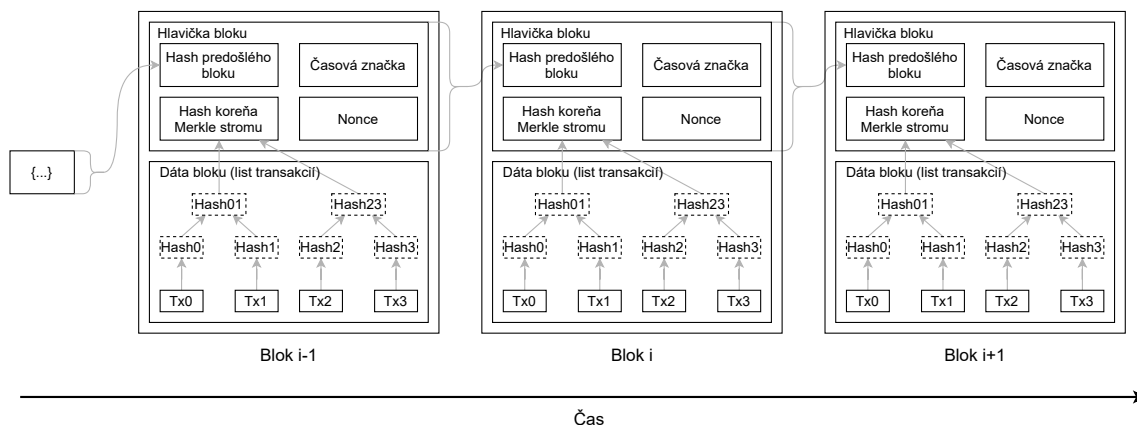 {...}
Hlavička bloku
Hash predošlého
bloku
Časová značka
Hash koreňa
Merkle stromu
Nonce
Dáta bloku (list transakcií)
Hash01
Hash23
Hash0
Hash1
Hash2
Hash3
Tx0
Tx1
Tx2
Tx3
Blok i-1
Hlavička bloku
Hash predošlého
bloku
Časová značka
Hash koreňa
Merkle stromu
Nonce
Dáta bloku (list transakcií)
Hash01
Hash23
Hash0
Hash1
Hash2
Hash3
Tx0
Tx1
Tx2
Tx3
Blok i
Hlavička bloku
Hash predošlého
bloku
Časová značka
Hash koreňa
Merkle stromu
Nonce
Dáta bloku (list transakcií)
Hash01
Hash23
Hash0
Hash1
Hash2
Hash3
Tx0
Tx1
Tx2
Tx3
Blok i+1
Čas